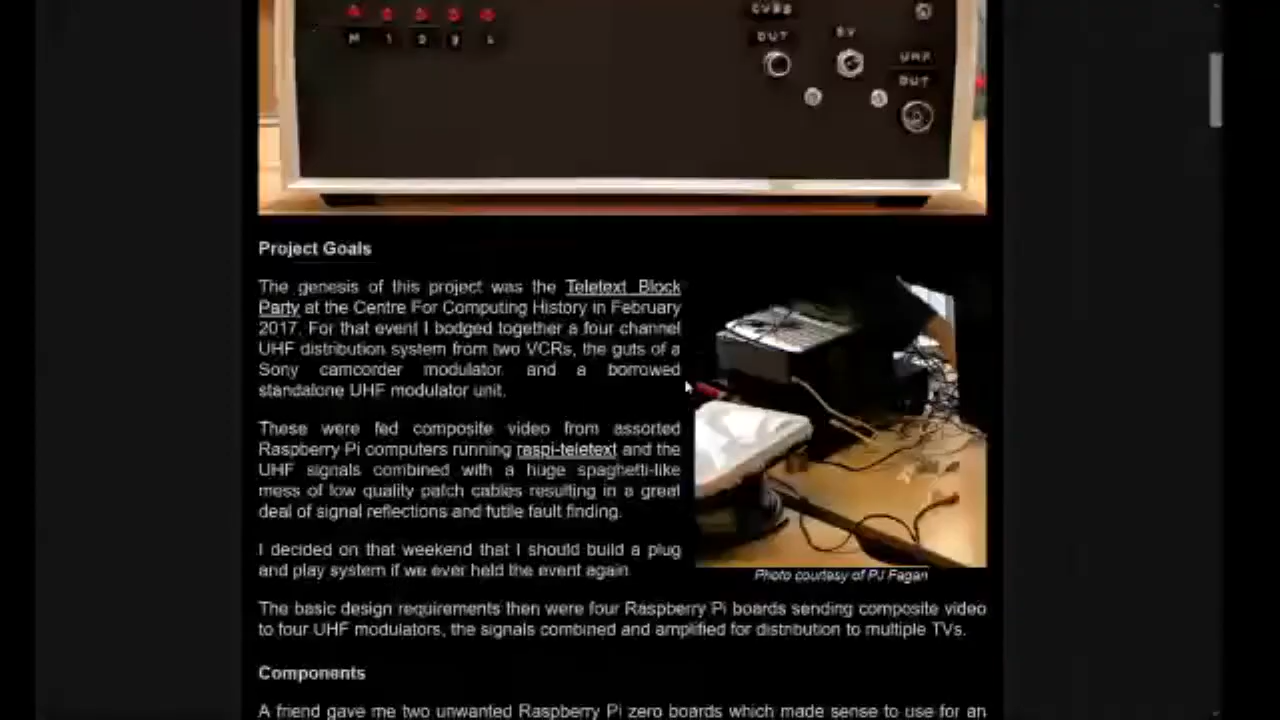 M 1 2 3 4
CVBS
OUT
5V
UHF
OUT
Project Goals
The genesis of this project was the Teletext Block
Party at the Centre For Computing History in February
2017. For that event I bodged together a four channel
UHF distribution system from two VCRs, the guts of a
Sony camcorder modulator and a borrowed
standalone UHF modulator unit.
These were fed composite video from assorted
Raspberry Pi computers running raspi-teletext and the
UHF signals combined with a huge spaghetti-like
mess of low quality patch cables resulting in a great
deal of signal reflections and futile fault finding.
I decided on that weekend that I should build a plug
and play system if we ever held the event again.
Photo courtesy of PJ Fagan
The basic design requirements then were four Raspberry Pi boards sending composite video
to four UHF modulators, the signals combined and amplified for distribution to multiple TVs.
Components
A friend gave me two unwanted Raspberry Pi zero boards which made sense to use for an